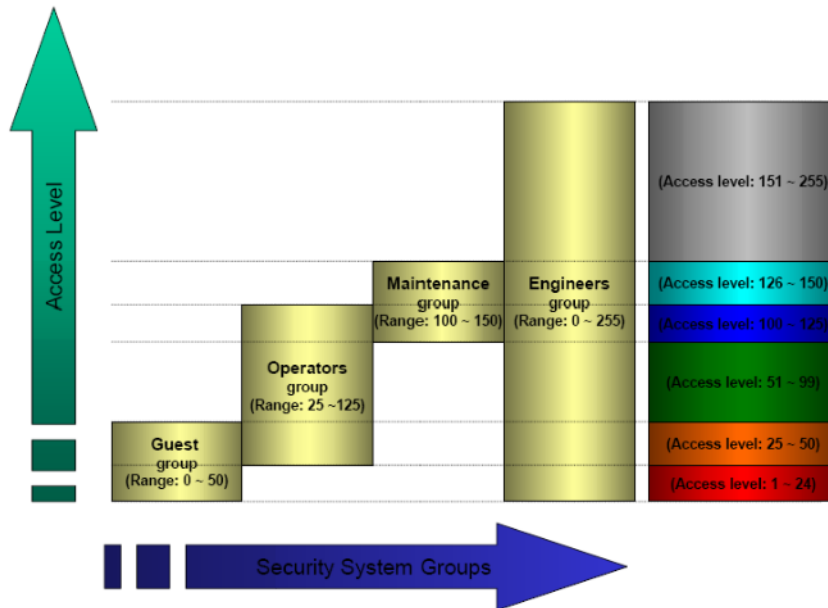 Access Level
Guest
group
(Range: 0 ~ 50)
Operators
group
(Range: 25 ~125)
Maintenance
group
(Range: 100 ~ 150)
Engineers
group
(Range: 0 ~ 255)
(Access level: 151 ~ 255)
(Access level: 126 ~ 150)
(Access level: 100 ~ 125)
(Access level: 51 ~ 99)
(Access level: 25 ~ 50)
(Access level: 1 ~ 24)
Security System Groups